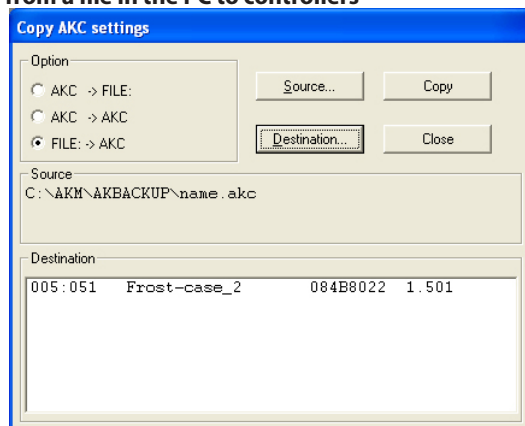 from a file in the PC to controllers
Copy AKC settings
Option
AKC -> FILE:
AKC -> AKC
FILE: -> AKC
Source...
Copy
Destination...
Close
Source
C:\AKM\AKBACKUP\name.akc
Destination
005:051 Frost-case_2 084B8022 1.501